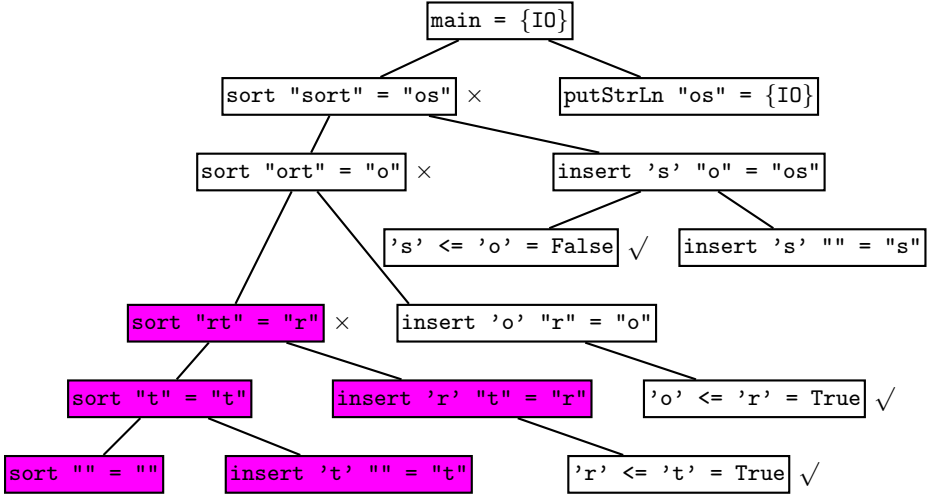 main = {IO}
sort "sort" = "os" ×
putStrLn "os" = {IO}
sort "ort" = "o" ×
insert 's' "o" = "os"
's' <= 'o' = False √
insert 's' "" = "s"
sort "rt" = "r" ×
insert 'o' "r" = "o"
sort "t" = "t"
insert 'r' "t" = "r"
'o' <= 'r' = True √
sort "" = ""
insert 't' "" = "t"
'r' <= 't' = True √